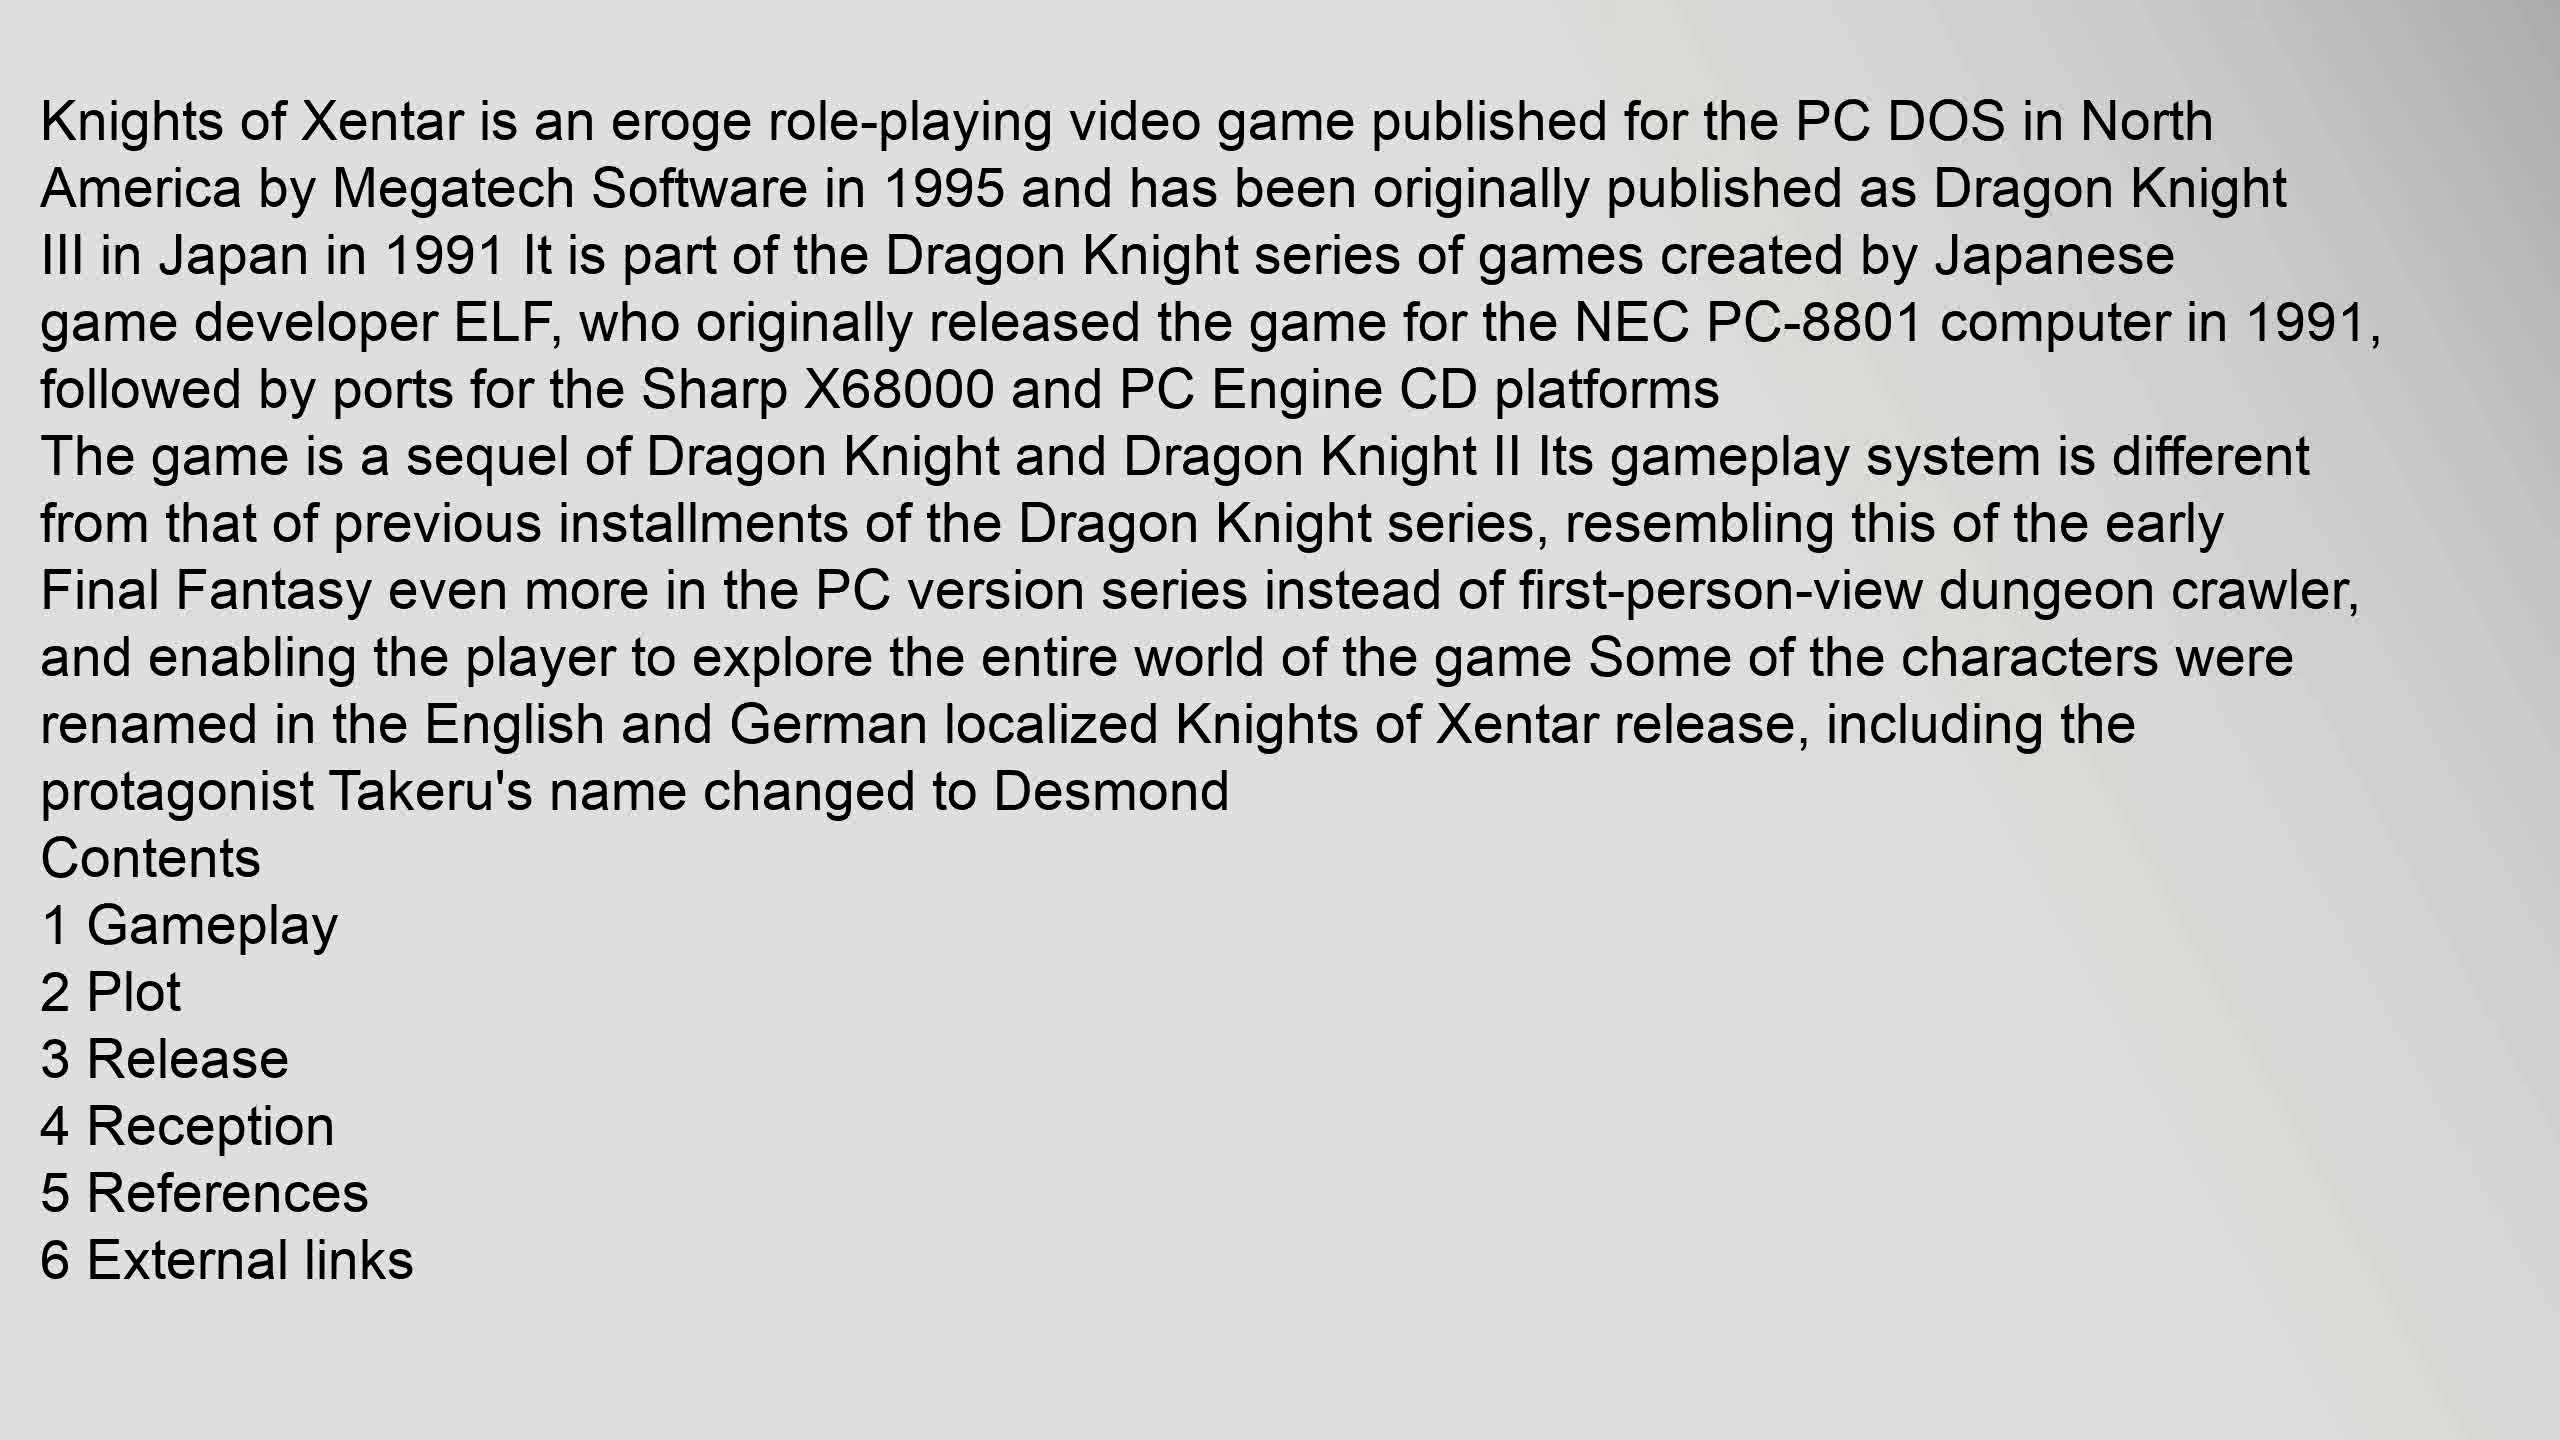 Knights of Xentar is an eroge role-playing video game published for the PC DOS in North
America by Megatech Software in 1995 and has been originally published as Dragon Knight
III in Japan in 1991 It is part of the Dragon Knight series of games created by Japanese
game developer ELF, who originally released the game for the NEC PC-8801 computer in 1991,
followed by ports for the Sharp X68000 and PC Engine CD platforms
The game is a sequel of Dragon Knight and Dragon Knight II Its gameplay system is different
from that of previous installments of the Dragon Knight series, resembling this of the early
Final Fantasy even more in the PC version series instead of first-person-view dungeon crawler,
and enabling the player to explore the entire world of the game Some of the characters were
renamed in the English and German localized Knights of Xentar release, including the
protagonist Takeru's name changed to Desmond
Contents
1 Gameplay
2 Plot
3 Release
4 Reception
5 References
6 External links